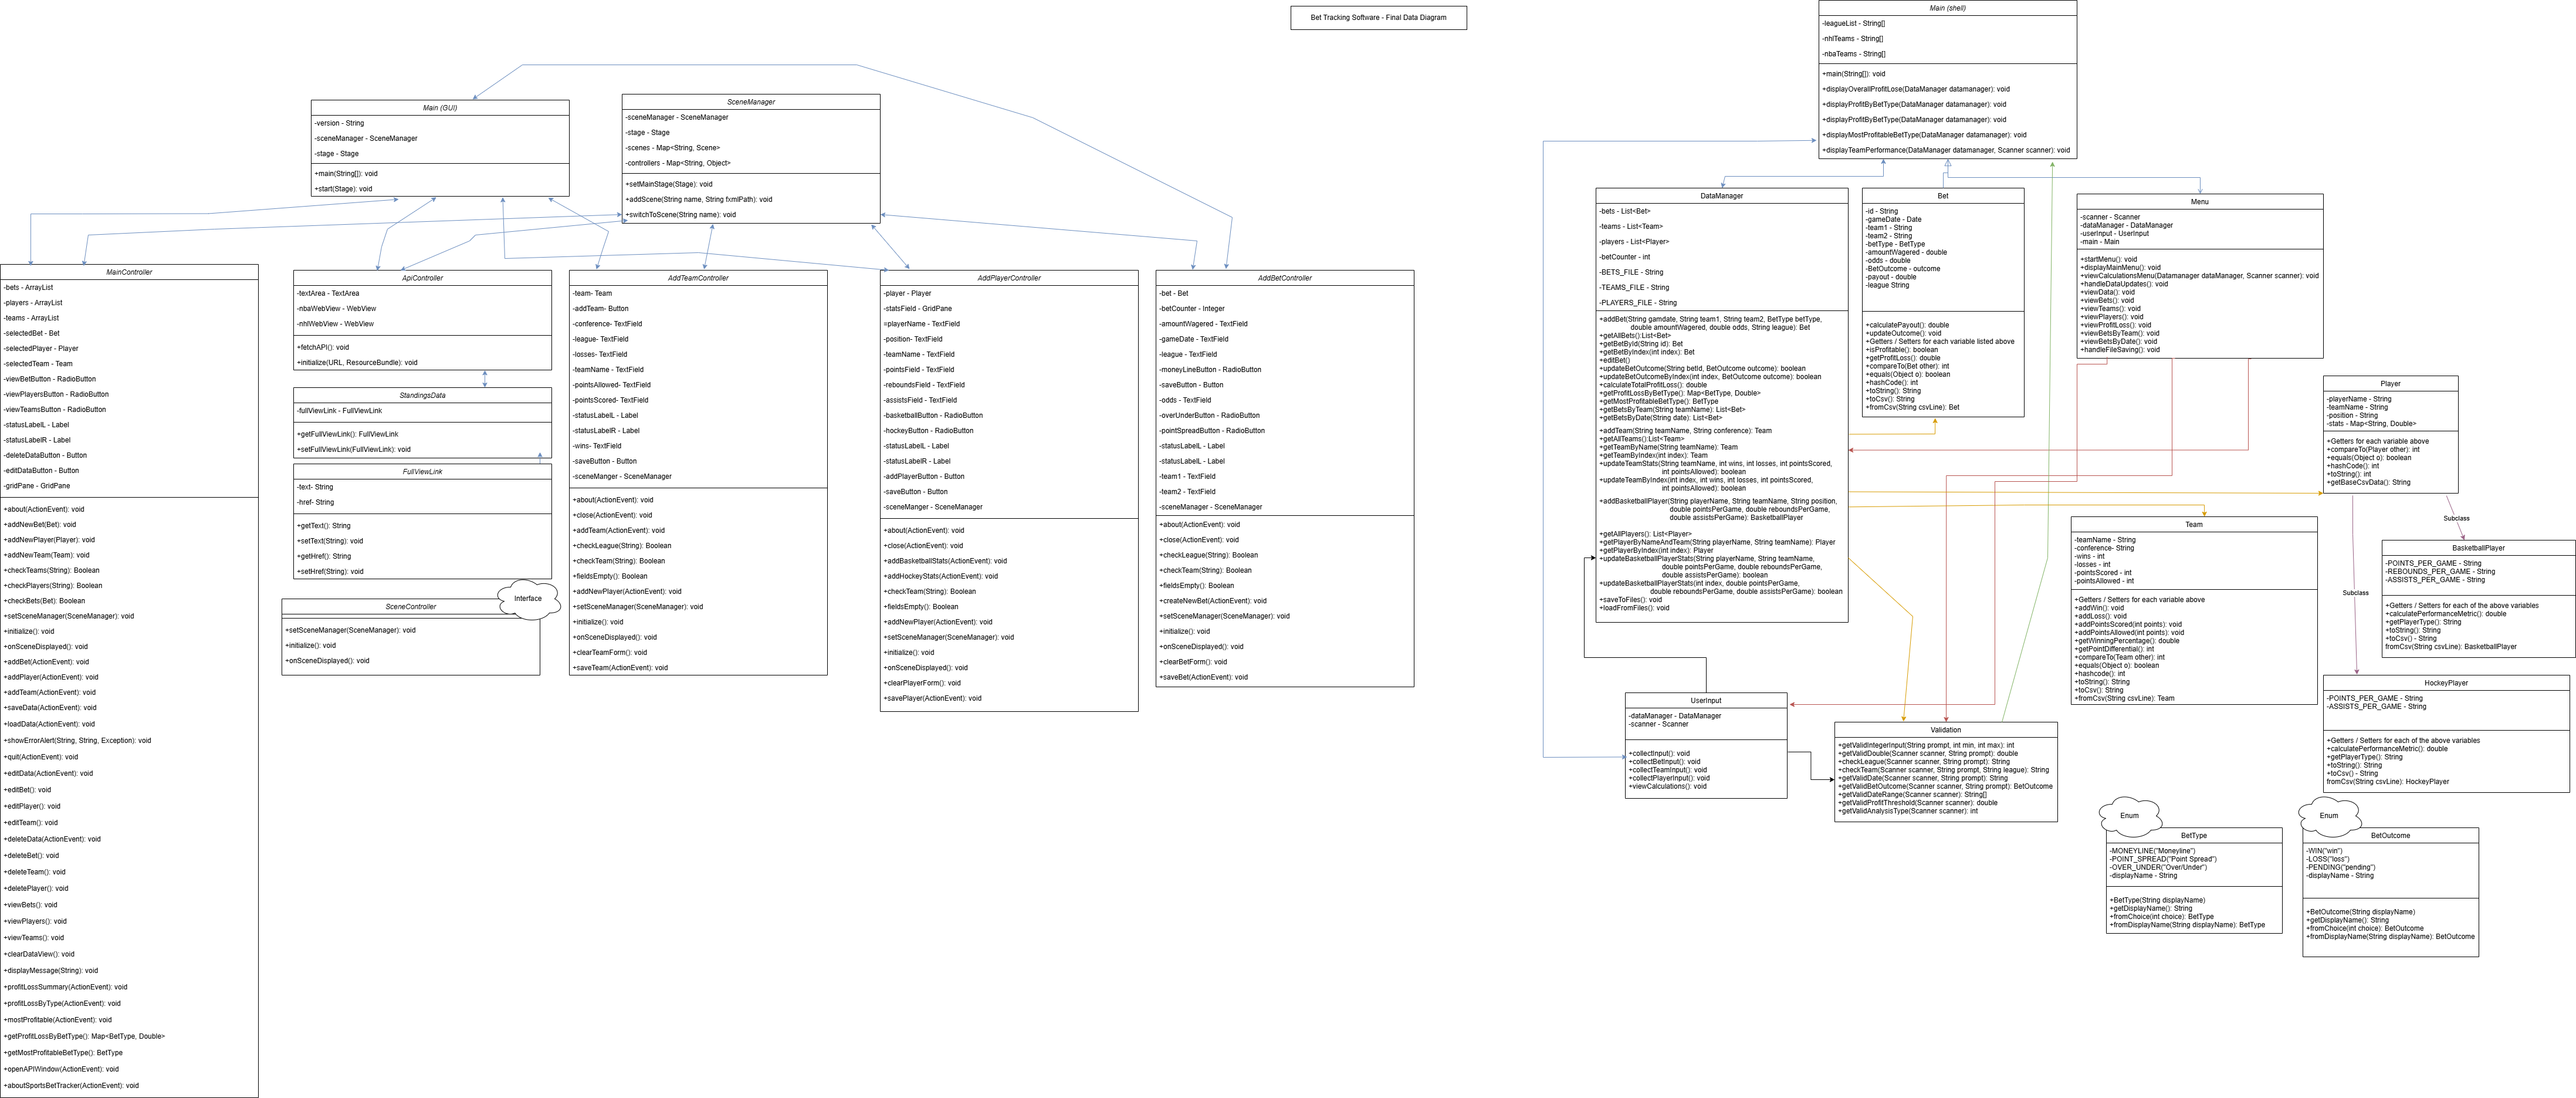 Bet Tracking Software - Final Data Diagram
Main (GUI)
-version - String
-sceneManager - SceneManager
-stage - Stage
+main(String[]): void
+start(Stage): void
SceneManager
-sceneManager - SceneManager
-stage - Stage
-scenes - Map<String, Scene>
-controllers - Map<String, Object>
+setMainStage(Stage): void
+addScene(String name, String fxmlPath): void
+switchToScene(String name): void
MainController
-bets - ArrayList
-players - ArrayList
-teams - ArrayList
-selectedBet - Bet
-selectedPlayer - Player
-selectedTeam - Team
-viewBetButton - RadioButton
-viewPlayersButton - RadioButton
-viewTeamsButton - RadioButton
-statusLabelL - Label
-statusLabelR - Label
-deleteDataButton - Button
-editDataButton - Button
-gridPane - GridPane
+about(ActionEvent): void
+addNewBet(Bet): void
+addNewPlayer(Player): void
+addNewTeam(Team): void
+checkTeams(String): Boolean
+checkPlayers(String): Boolean
+checkBets(Bet): Boolean
+setSceneManager(SceneManager): void
+initialize(): void
+onSceneDisplayed(): void
+addBet(ActionEvent): void
+addPlayer(ActionEvent): void
+addTeam(ActionEvent): void
+saveData(ActionEvent): void
+loadData(ActionEvent): void
+showErrorAlert(String, String, Exception): void
+quit(ActionEvent): void
+editData(ActionEvent): void
+editBet(): void
+editPlayer(): void
+editTeam(): void
+deleteData(ActionEvent): void
+deleteBet(): void
+deleteTeam(): void
+deletePlayer(): void
+viewBets(): void
+viewPlayers(): void
+viewTeams(): void
+clearDataView(): void
+displayMessage(String): void
+profitLossSummary(ActionEvent): void
+profitLossByType(ActionEvent): void
+mostProfitable(ActionEvent): void
+getProfitLossByBetType(): Map<BetType, Double>
+getMostProfitableBetType(): BetType
+openAPIWindow(ActionEvent): void
+aboutSportsBetTracker(ActionEvent): void
ApiController
-textArea - TextArea
-nbaWebView - WebView
-nhlWebView - WebView
+fetchAPI(): void
+initialize(URL, ResourceBundle): void
StandingsData
-fullViewLink - FullViewLink
+getFullViewLink(): FullViewLink
+setFullViewLink(FullViewLink): void
FullViewLink
-text- String
-href- String
+getText(): String
+setText(String): void
+getHref(): String
+setHref(String): void
Interface
SceneController
+setSceneManager(SceneManager): void
+initialize(): void
+onSceneDisplayed(): void
AddTeamController
-team- Team
-addTeam- Button
-conference- TextField
-league- TextField
-losses- TextField
-teamName - TextField
-pointsAllowed- TextField
-pointsScored- TextField
-statusLabelL - Label
-statusLabelR - Label
-wins- TextField
-saveButton - Button
-sceneManger - SceneManager
+about(ActionEvent): void
+close(ActionEvent): void
+addTeam(ActionEvent): void
+checkLeague(String): Boolean
+checkTeam(String): Boolean
+fieldsEmpty(): Boolean
+addNewPlayer(ActionEvent): void
+setSceneManager(SceneManager): void
+initialize(): void
+onSceneDisplayed(): void
+clearTeamForm(): void
+saveTeam(ActionEvent): void
AddPlayerController
-player - Player
-statsField - GridPane
=playerName - TextField
-position- TextField
-teamName - TextField
-pointsField - TextField
-reboundsField - TextField
-assistsField - TextField
-basketballButton - RadioButton
-hockeyButton - RadioButton
-statusLabelL - Label
-statusLabelR - Label
-addPlayerButton - Button
-saveButton - Button
-sceneManger - SceneManager
+about(ActionEvent): void
+close(ActionEvent): void
+addBasketballStats(ActionEvent): void
+addHockeyStats(ActionEvent): void
+checkTeam(String): Boolean
+fieldsEmpty(): Boolean
+addNewPlayer(ActionEvent): void
+setSceneManager(SceneManager): void
+initialize(): void
+onSceneDisplayed(): void
+clearPlayerForm(): void
+savePlayer(ActionEvent): void
AddBetController
-bet - Bet
-betCounter - Integer
-amountWagered - TextField
-gameDate - TextField
-league - TextField
-moneyLineButton - RadioButton
-saveButton - Button
-odds - TextField
-overUnderButton - RadioButton
-pointSpreadButton - RadioButton
-statusLabelL - Label
-statusLabelL - Label
-team1 - TextField
-team2 - TextField
-sceneManager - SceneManager
+about(ActionEvent): void
+close(ActionEvent): void
+checkLeague(String): Boolean
+checkTeam(String): Boolean
+fieldsEmpty(): Boolean
+createNewBet(ActionEvent): void
+setSceneManager(SceneManager): void
+initialize(): void
+onSceneDisplayed(): void
+clearBetForm(): void
+saveBet(ActionEvent): void
Main (shell)
-leagueList - String[]
-nhlTeams - String[]
-nbaTeams - String[]
+main(String[]): void
+displayOverallProfitLose(DataManager datamanager): void
+displayProfitByBetType(DataManager datamanager): void
+displayProfitByBetType(DataManager datamanager): void
+displayMostProfitableBetType(DataManager datamanager): void
+displayTeamPerformance(DataManager datamanager, Scanner scanner): void
DataManager
-bets - List<Bet>
-teams - List<Team>
-players - List<Player>
-betCounter - int
-BETS_FILE - String
-TEAMS_FILE - String
-PLAYERS_FILE - String
+addBet(String gamdate, String team1, String team2, BetType betType,
double amountWagered, double odds, String league): Bet
+getAllBets():List<Bet>
+getBetById(String id): Bet
+getBetByIndex(int index): Bet
+editBet()
+updateBetOutcome(String betId, BetOutcome outcome): boolean
+updateBetOutcomeByIndex(int index, BetOutcome outcome): boolean
+calculateTotalProfitLoss(): double
+getProfitLossByBetType(): Map<BetType, Double>
+getMostProfitableBetType(): BetType
+getBetsByTeam(String teamName): List<Bet>
+getBetsByDate(String date): List<Bet>
+addTeam(String teamName, String conference): Team
+getAllTeams():List<Team>
+getTeamByName(String teamName): Team
+getTeamByIndex(int index): Team
+updateTeamStats(String teamName, int wins, int losses, int pointsScored,
int pointsAllowed): boolean
+updateTeamByIndex(int index, int wins, int losses, int pointsScored,
int pointsAllowed): boolean
+addBasketballPlayer(String playerName, String teamName, String position,
double pointsPerGame, double reboundsPerGame,
double assistsPerGame): BasketballPlayer
+getAllPlayers(): List<Player>
+getPlayerByNameAndTeam(String playerName, String teamName): Player
+getPlayerByIndex(int index): Player
+updateBasketballPlayerStats(String playerName, String teamName,
double pointsPerGame, double reboundsPerGame,
double assistsPerGame): boolean
+updateBasketballPlayerStats(int index, double pointsPerGame,
double reboundsPerGame, double assistsPerGame): boolean
+saveToFiles(): void
+loadFromFiles(): void
Bet
-id - String
-gameDate - Date
-team1 - String
-team2 - String
-betType - BetType
-amountWagered - double
-odds - double
-BetOutcome - outcome
-payout - double
-league String
+calculatePayout(): double
+updateOutcome(): void
+Getters / Setters for each variable listed above
+isProfitable(): boolean
+getProfitLoss(): double
+compareTo(Bet other): int
+equals(Object o): boolean
+hashCode(): int
+toString(): String
+toCsv(): String
+fromCsv(String csvLine): Bet
Menu
-scanner - Scanner
-dataManager - DataManager
-userInput - UserInput
-main - Main
+startMenu(): void
+displayMainMenu(): void
+viewCalculationsMenu(Datamanager dataManager, Scanner scanner): void
+handleDataUpdates(): void
+viewData(): void
+viewBets(): void
+viewTeams(): void
+viewPlayers(): void
+viewProfitLoss(): void
+viewBetsByTeam(): void
+viewBetsByDate(): void
+handleFileSaving(): void
Player
-playerName - String
-teamName - String
-position - String
-stats - Map<String, Double>
+Getters for each variable above
+compareTo(Player other): int
+equals(Object o): boolean
+hashCode(): int
+toString(): int
+getBaseCsvData(): String
Subclass
Subclass
Team
-teamName - String
-conference- String
-wins - int
-losses - int
-pointsScored - int
-pointsAllowed - int
+Getters / Setters for each variable above
+addWin(): void
+addLoss(): void
+addPointsScored(int points): void
+addPointsAllowed(int points): void
+getWinningPercentage(): double
+getPointDifferential(): int
+compareTo(Team other): int
+equals(Object o): boolean
+hashcode(): int
+toString(): String
+toCsv(): String
+fromCsv(String csvLine): Team
BasketballPlayer
-POINTS_PER_GAME - String
-REBOUNDS_PER_GAME - String
-ASSISTS_PER_GAME - String
+Getters / Setters for each of the above variables
+calculatePerformanceMetric(): double
+getPlayerType(): String
+toString(): String
+toCsv() - String
fromCsv(String csvLine): BasketballPlayer
HockeyPlayer
-POINTS_PER_GAME - String
-ASSISTS_PER_GAME - String
+Getters / Setters for each of the above variables
+calculatePerformanceMetric(): double
+getPlayerType(): String
+toString(): String
+toCsv() - String
fromCsv(String csvLine): HockeyPlayer
UserInput
-dataManager - DataManager
-scanner - Scanner
+collectInput(): void
+collectBetInput(): void
+collectTeamInput(): void
+collectPlayerInput(): void
+viewCalculations(): void
Validation
+getValidIntegerInput(String prompt, int min, int max): int
+getValidDouble(Scanner scanner, String prompt): double
+checkLeague(Scanner scanner, String prompt): String
+checkTeam(Scanner scanner, String prompt, String league): String
+getValidDate(Scanner scanner, String prompt): String
+getValidBetOutcome(Scanner scanner, String prompt): BetOutcome
+getValidDateRange(Scanner scanner): String[]
+getValidProfitThreshold(Scanner scanner): double
+getValidAnalysisType(Scanner scanner): int
Enum
BetType
-MONEYLINE("Moneyline")
-POINT_SPREAD("Point Spread")
-OVER_UNDER("Over/Under")
-displayName - String
+BetType(String displayName)
+getDisplayName(): String
+fromChoice(int choice): BetType
+fromDisplayName(String displayName): BetType
Enum
BetOutcome
-WIN("win")
-LOSS("loss")
-PENDING("pending")
-displayName - String
+BetOutcome(String displayName)
+getDisplayName(): String
+fromChoice(int choice): BetOutcome
+fromDisplayName(String displayName): BetOutcome